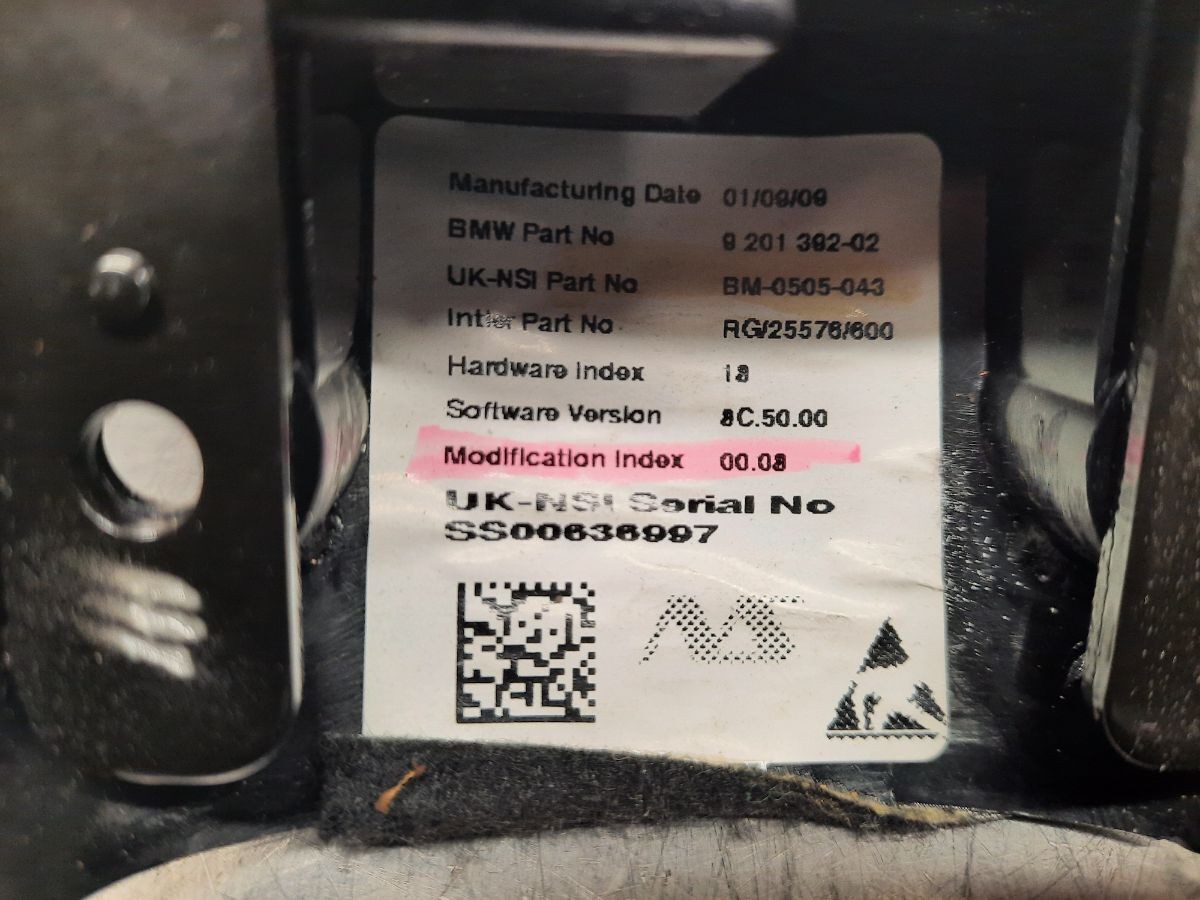 Manufacturing Date 01/09/09
BMW Part No 9 201 392-02
UK-NSI Part No BM-0505-043
Intier Part No RG/25576/600
Hardware Index 18
Software Version 8C.50.00
Modification Index 00.08
UK-NSI Serial No
SS00636997